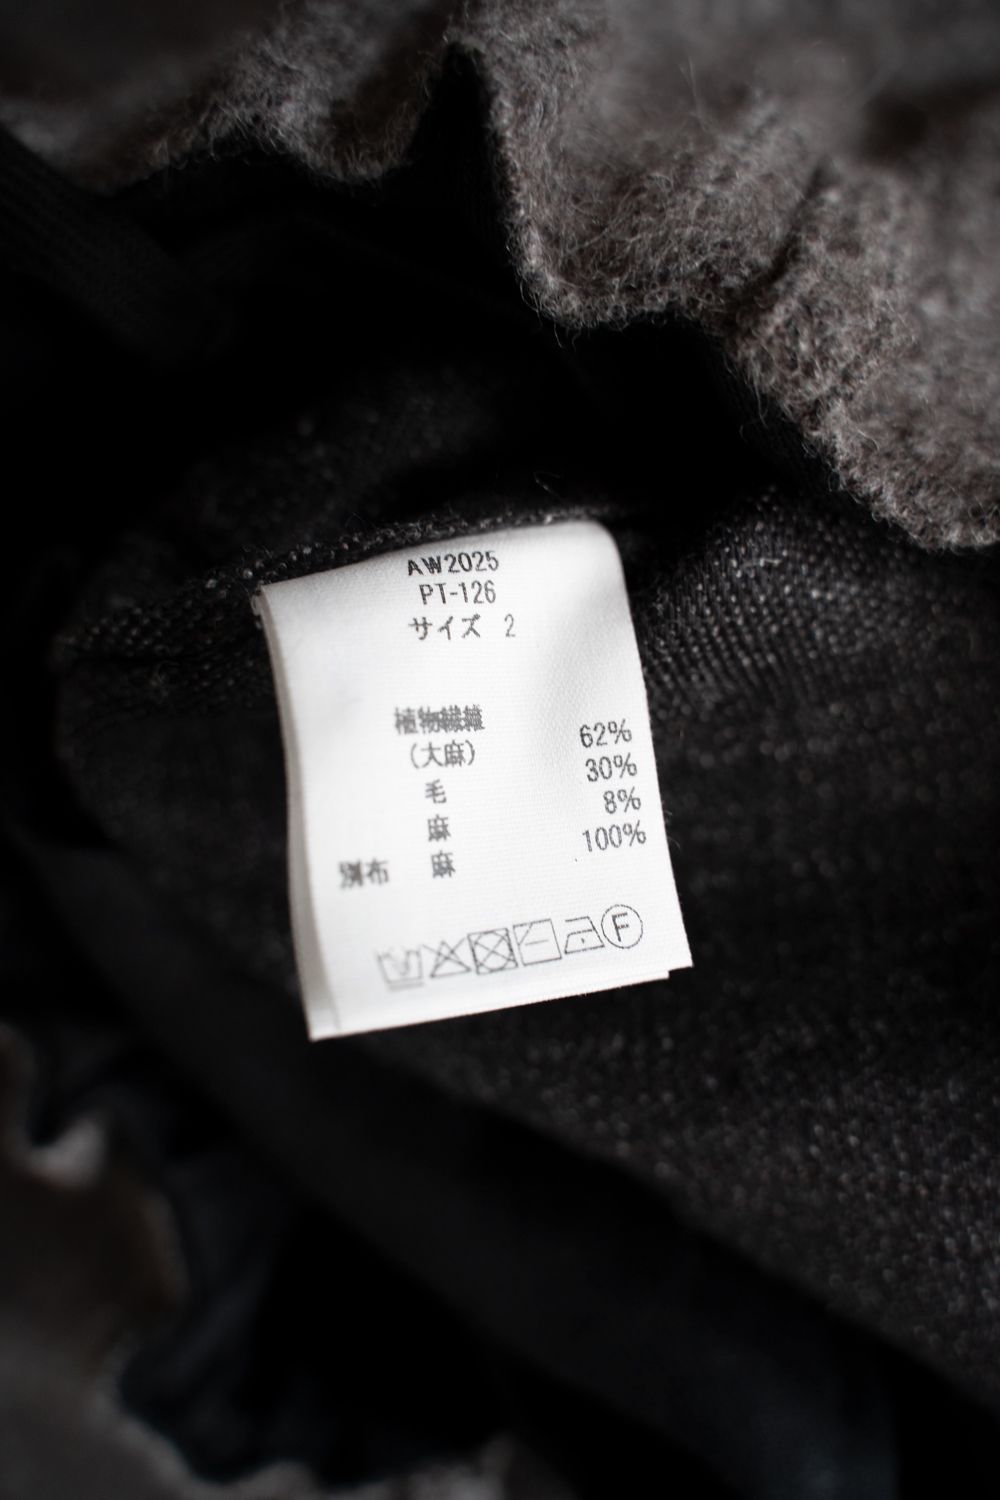 AW2025
PT-126
サイズ 2
植物繊維 62%
(大麻)
毛 30%
麻 8%
別布 麻 100%
F